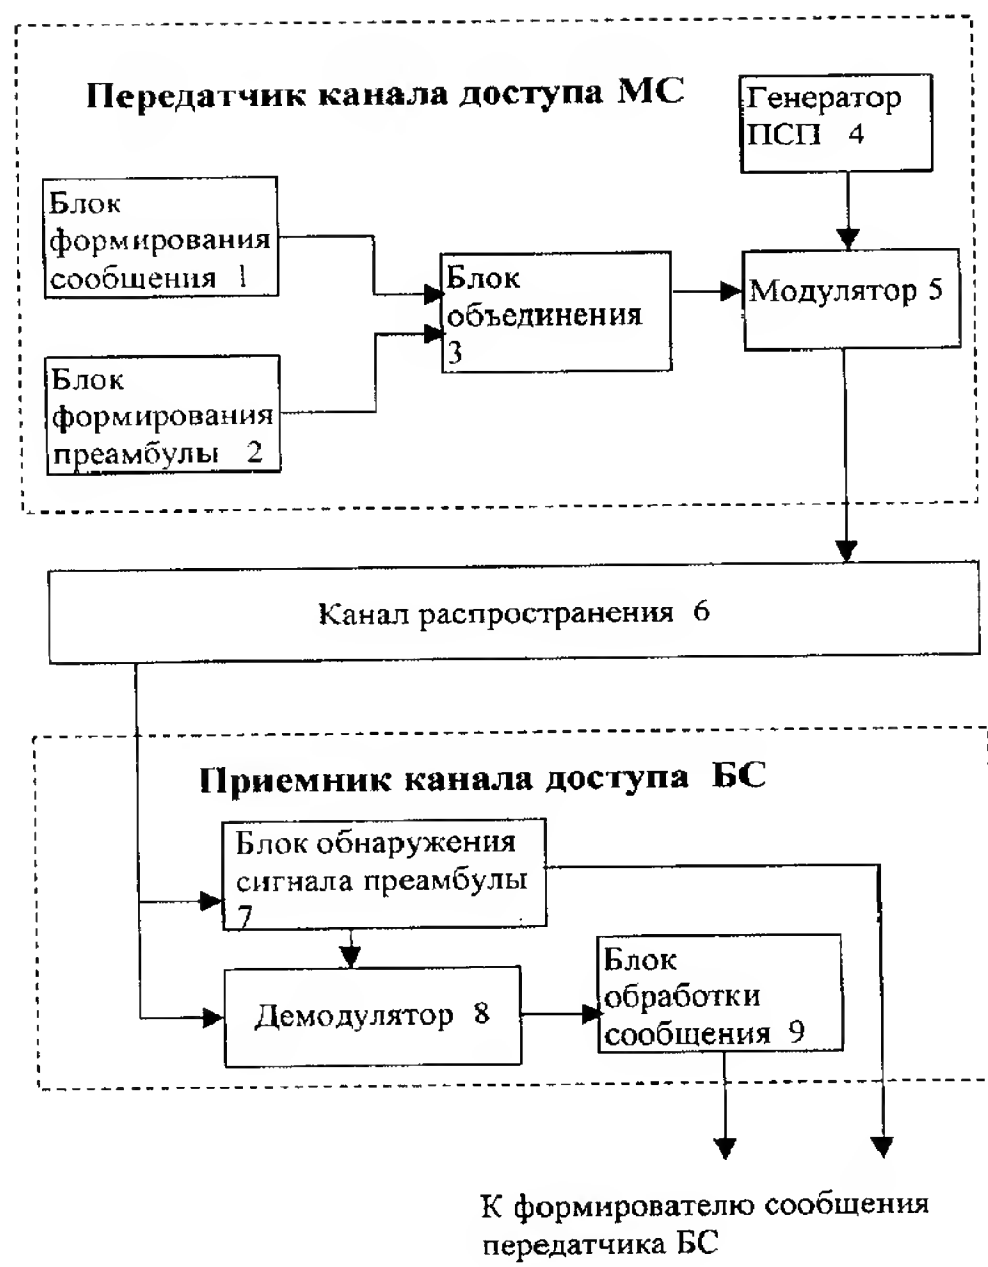 Передатчик канала доступа МС
Генератор
ПСП 4
Блок
формирования
сообщения 1
Блок
объединения
3
Модулятор 5
Блок
формирования
преамбулы 2
Канал распространения 6
Приемник канала доступа БС
Блок обнаружения
сигнала преамбулы
7
Блок
обработки
сообщения 9
Демодулятор 8
К формирователю сообщения
передатчика БС